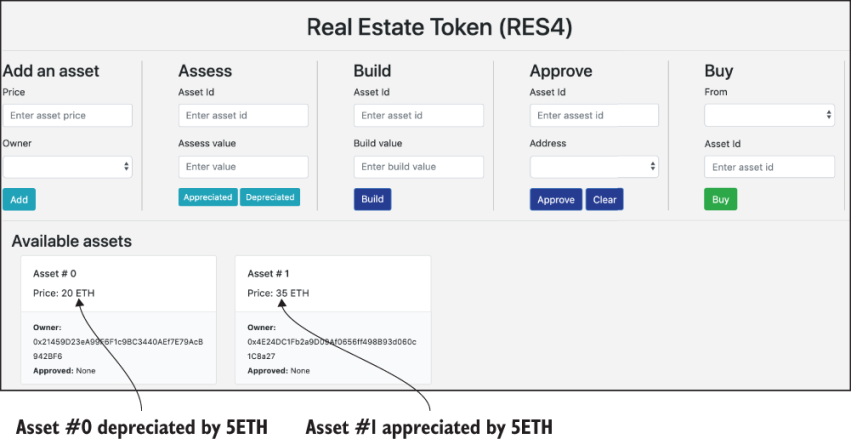 Real Estate Token (RES4)
Add an asset
Price
Enter asset price
Owner
Add
Assess
Asset Id
Enter asset id
Assess value
Enter value
Appreciated Depreciated
Build
Asset Id
Enter asset id
Build value
Enter build value
Build
Approve
Asset Id
Enter assest id
Address
Approve Clear
Buy
From
Asset Id
Enter asset id
Buy
Available assets
Asset # 0
Price: 20 ETH
Owner:
942BF6
Approved: None
Asset # 1
Price: 35 ETH
Owner:
1C8a27
Approved: None
Asset #0 depreciated by 5ETH
Asset #1 appreciated by 5ETH